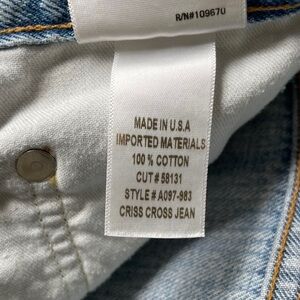 R/N#109670
MADE IN U.S.A
IMPORTED MATERIALS
100 % COTTON
CUT # 58131
STYLE # A097-983
CRISS CROSS JEAN